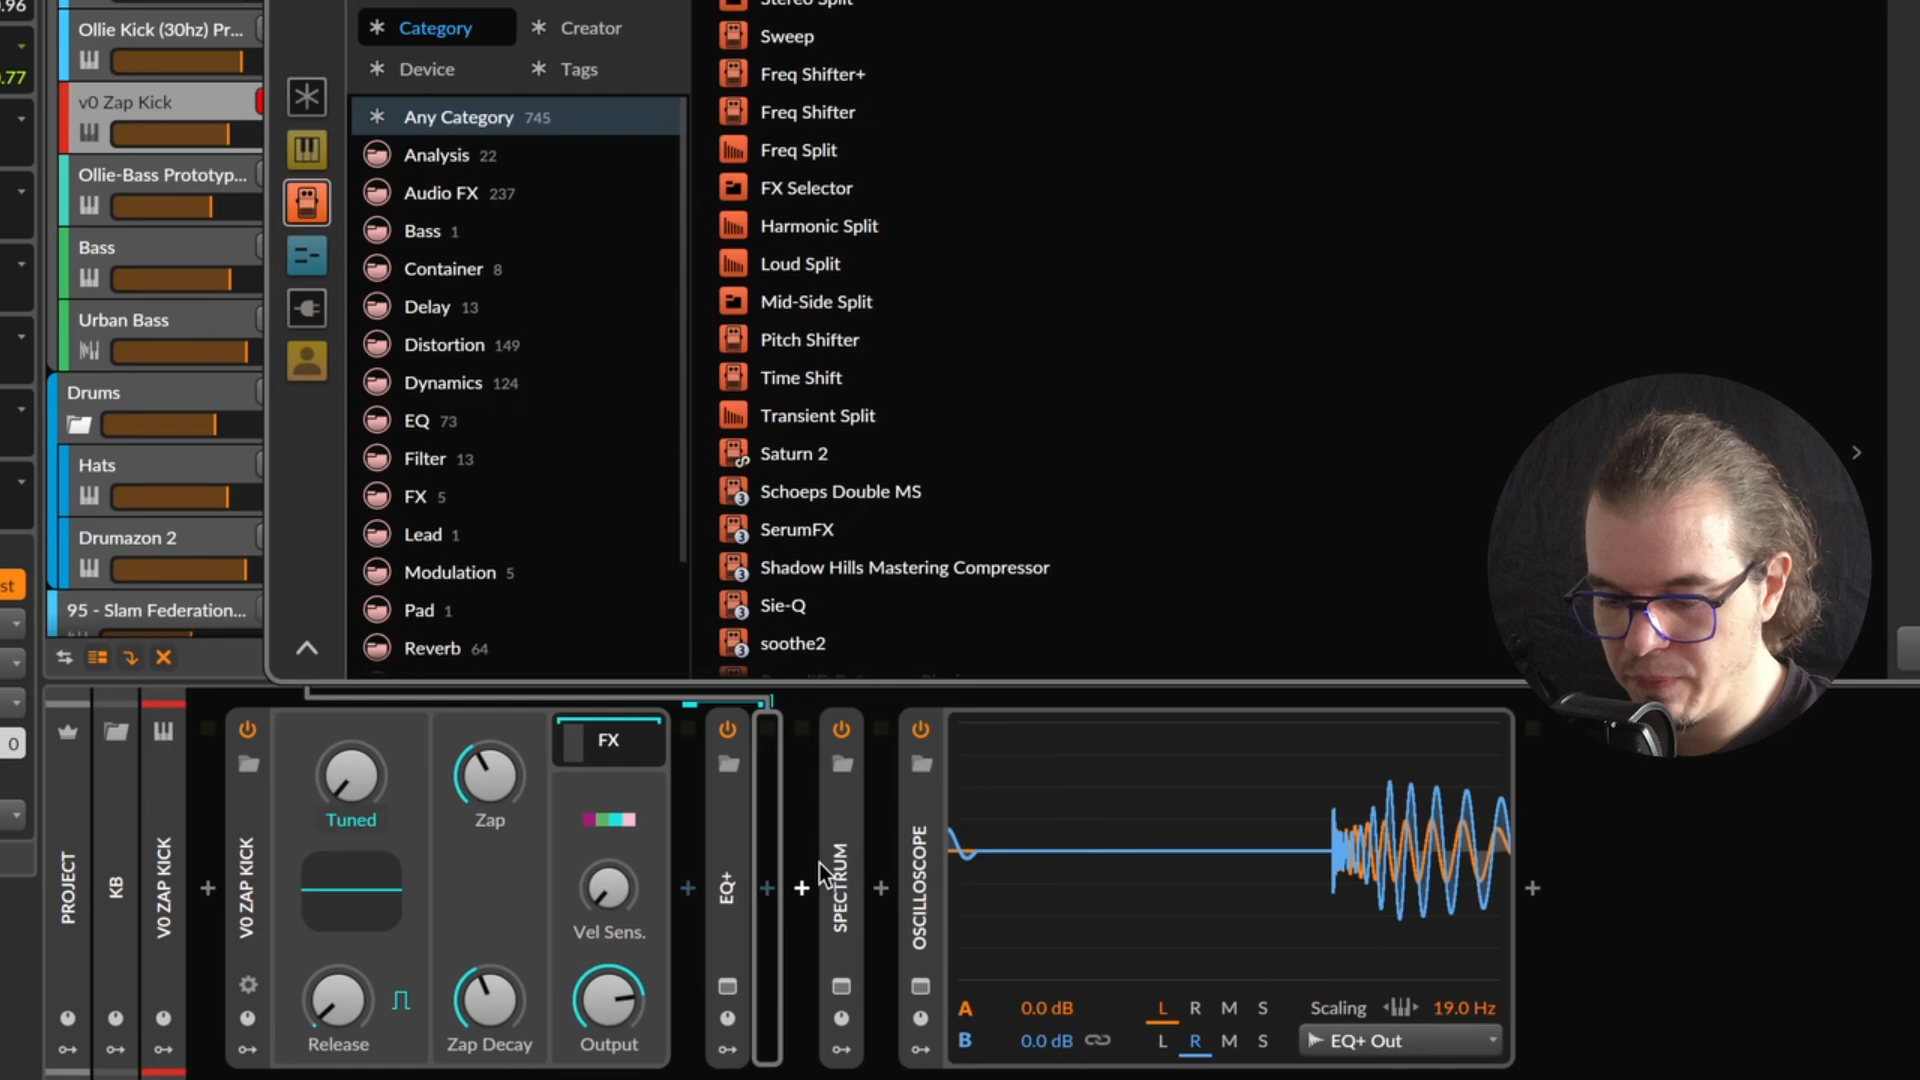 0.96
Ollie Kick (30hz) Pr...
0.77
v0 Zap Kick
Ollie-Bass Prototyp...
Bass
Urban Bass
Drums
Hats
Drumazon 2
95 - Slam Federation...
st
0
Category
Creator
Device
Tags
Any Category 745
Analysis 22
Audio FX 237
Bass 1
Container 8
Delay 13
Distortion 149
Dynamics 124
EQ 73
Filter 13
FX 5
Lead 1
Modulation 5
Pad 1
Reverb 64
Stereo Split
Sweep
Freq Shifter+
Freq Shifter
Freq Split
FX Selector
Harmonic Split
Loud Split
Mid-Side Split
Pitch Shifter
Time Shift
Transient Split
Saturn 2
Schoeps Double MS
SerumFX
Shadow Hills Mastering Compressor
Sie-Q
soothe2
PROJECT
KB
V0 ZAP KICK
V0 ZAP KICK
Tuned
Release
Zap
Zap Decay
FX
Vel Sens.
Output
EQ+
SPECTRUM
OSCILLOSCOPE
A 0.0 dB L R M S Scaling 19.0 Hz
B 0.0 dB L R M S EQ+ Out